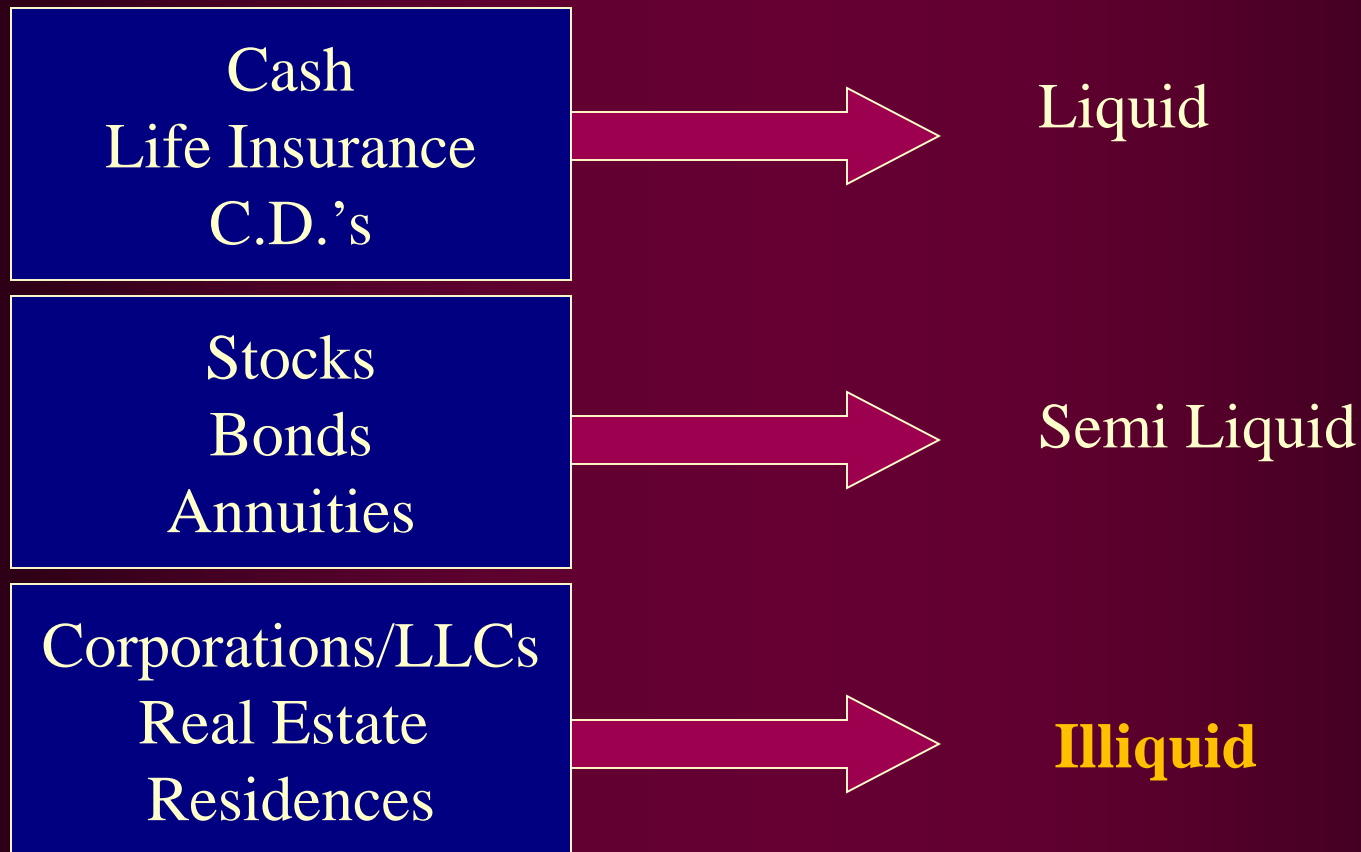 Cash
Life Insurance
C.D.’s
Liquid
Stocks
Bonds
Annuities
Semi Liquid
Corporations/LLCs
Real Estate
Residences
Illiquid